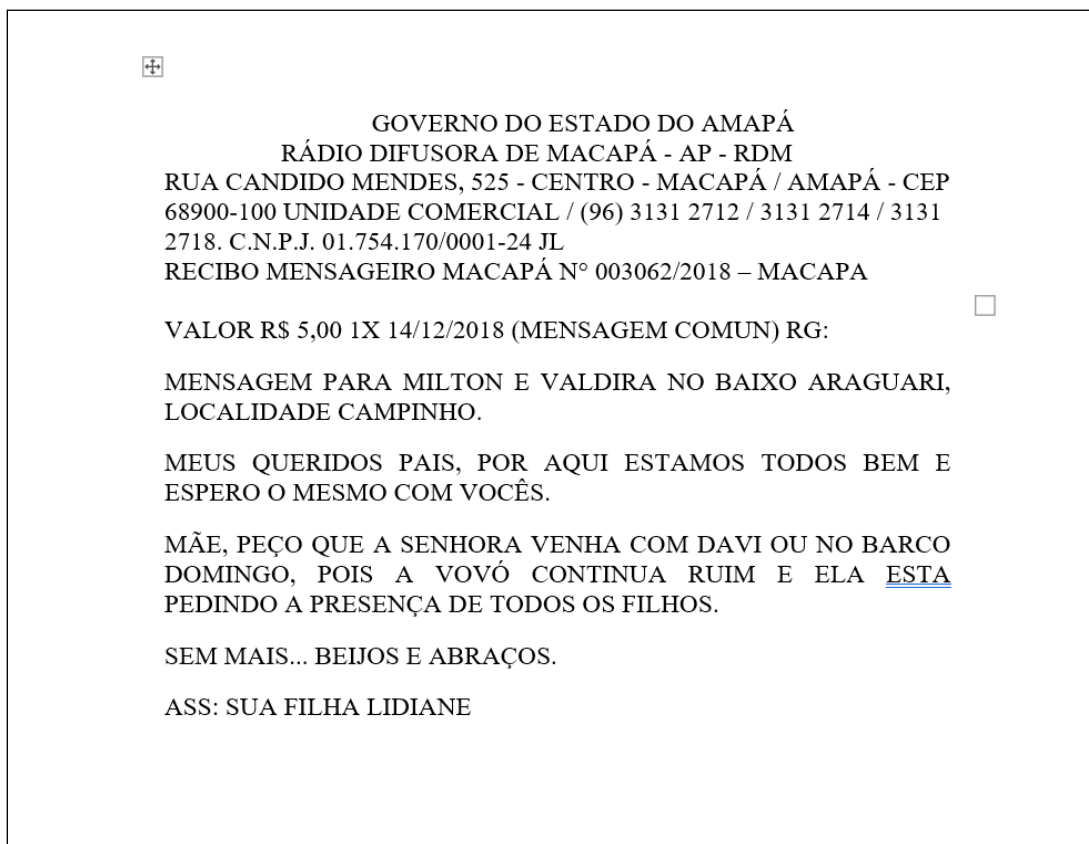 GOVERNO DO ESTADO DO AMAPÁ
RÁDIO DIFUSORA DE MACAPÁ - AP - RDM
RUA CANDIDO MENDES, 525 - CENTRO - MACAPÁ / AMAPÁ - CEP
68900-100 UNIDADE COMERCIAL / (96) 3131 2712 / 3131 2714 / 3131
2718. C.N.P.J. 01.754.170/0001-24 JL
RECIBO MENSAGEIRO MACAPÁ N° 003062/2018 – MACAPA
VALOR R$ 5,00 1X 14/12/2018 (MENSAGEM COMUN) RG:
MENSAGEM PARA MILTON E VALDIRA NO BAIXO ARAGUARI,
LOCALIDADE CAMPINHO.
MEUS QUERIDOS PAIS, POR AQUI ESTAMOS TODOS BEM E
ESPERO O MESMO COM VOCÊS.
MÃE, PEÇO QUE A SENHORA VENHA COM DAVI OU NO BARCO
DOMINGO, POIS A VOVÓ CONTINUA RUIM E ELA ESTA
PEDINDO A PRESENÇA DE TODOS OS FILHOS.
SEM MAIS... BEIJOS E ABRAÇOS.
ASS: SUA FILHA LIDIANE